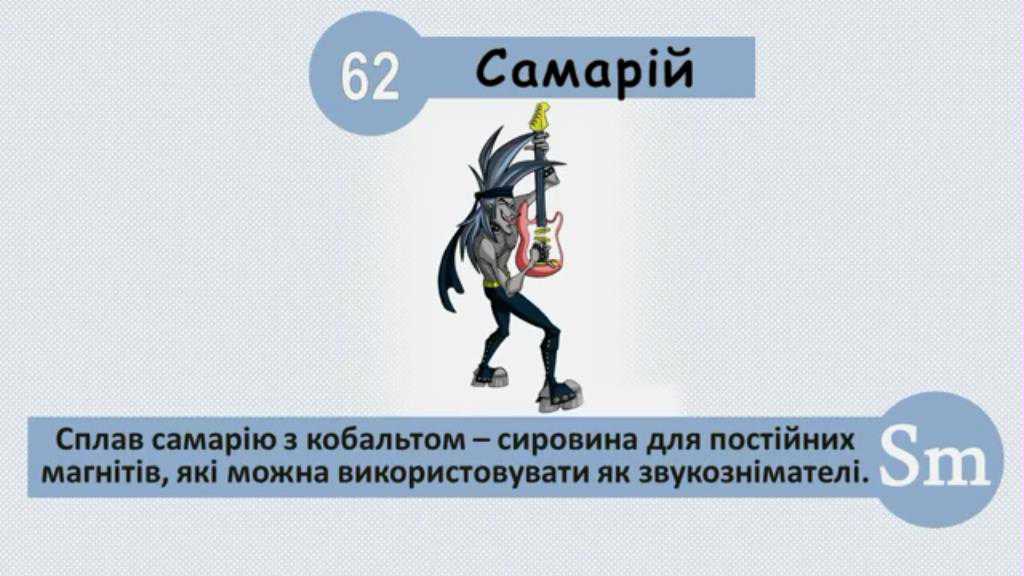 62
Самарій
Сплав самарію з кобальтом – сировина для постійних
магнітів, які можна використовувати як звукознімателі.
Sm